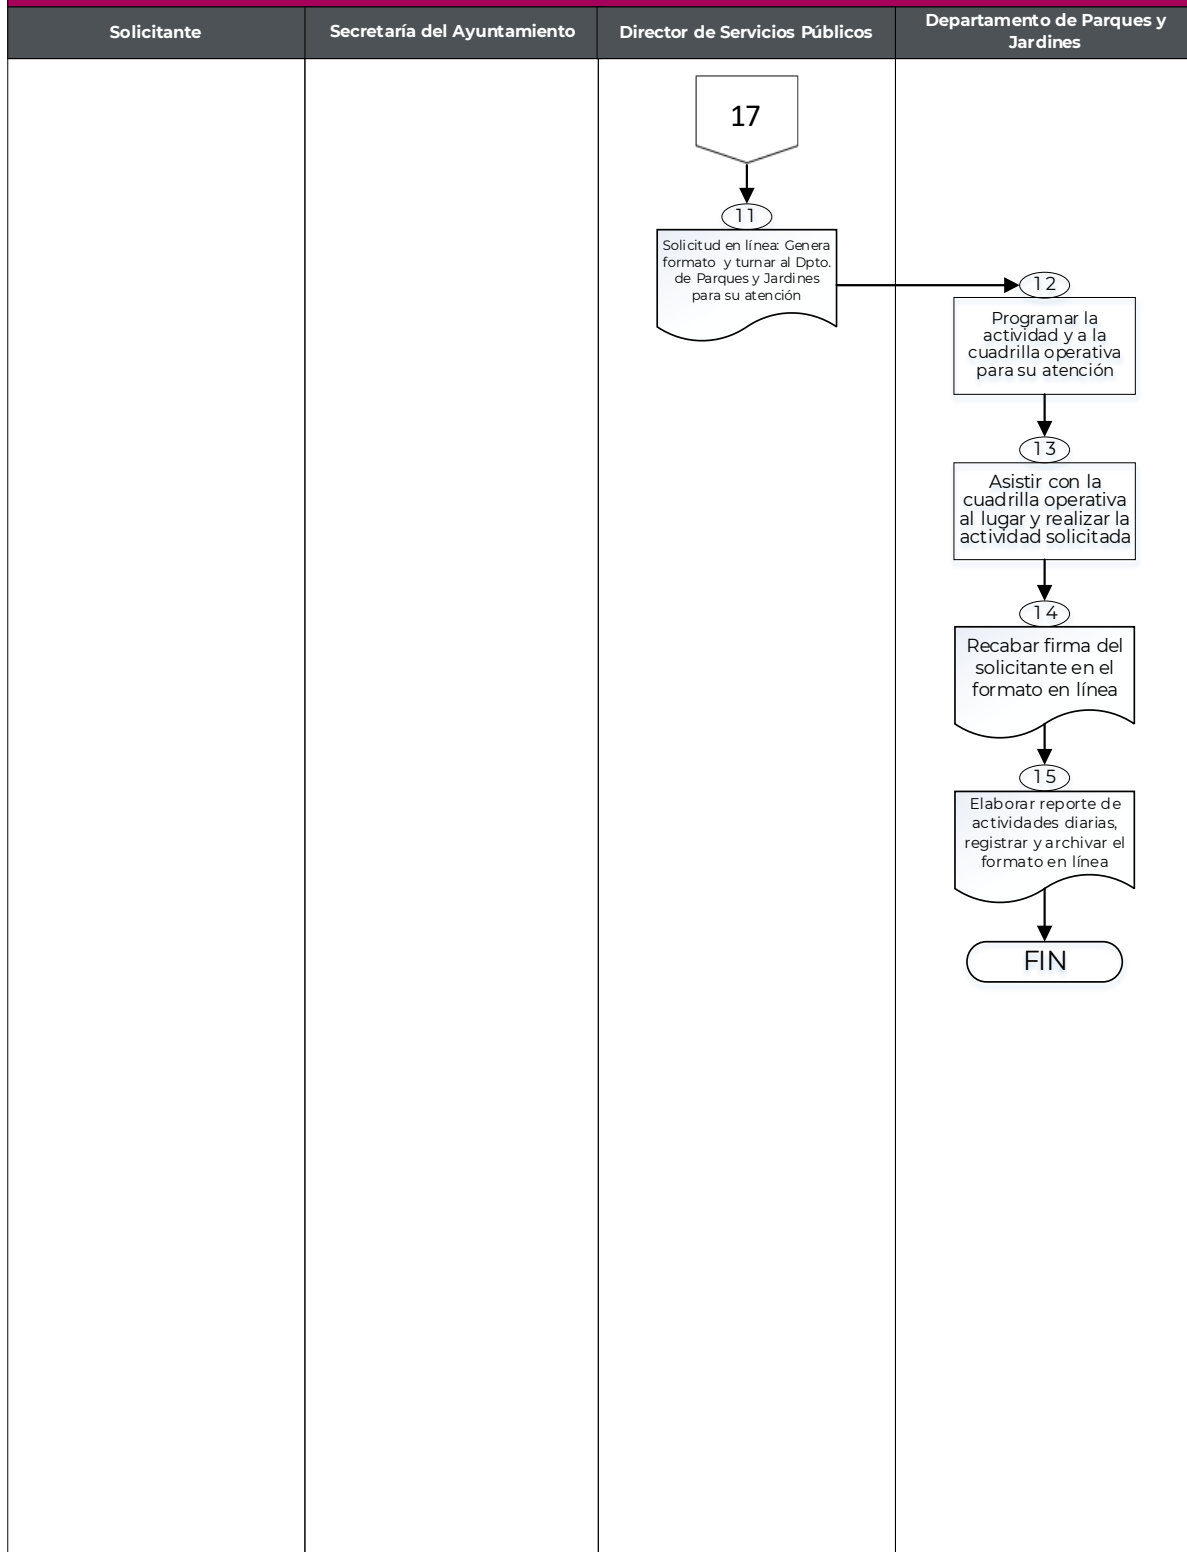 Solicitante
Secretaría del Ayuntamiento
Director de Servicios Públicos
Departamento de Parques y
Jardines
17
11
Solicitud en línea: Genera
formato y turnar al Dpto.
de Parques y Jardines
para su atención
12
Programar la
actividad y a la
cuadrilla operativa
para su atención
13
Asistir con la
cuadrilla operativa
al lugar y realizar la
actividad solicitada
14
Recabar firma del
solicitante en el
formato en línea
15
Elaborar reporte de
actividades diarias,
registrar y archivar el
formato en línea
FIN